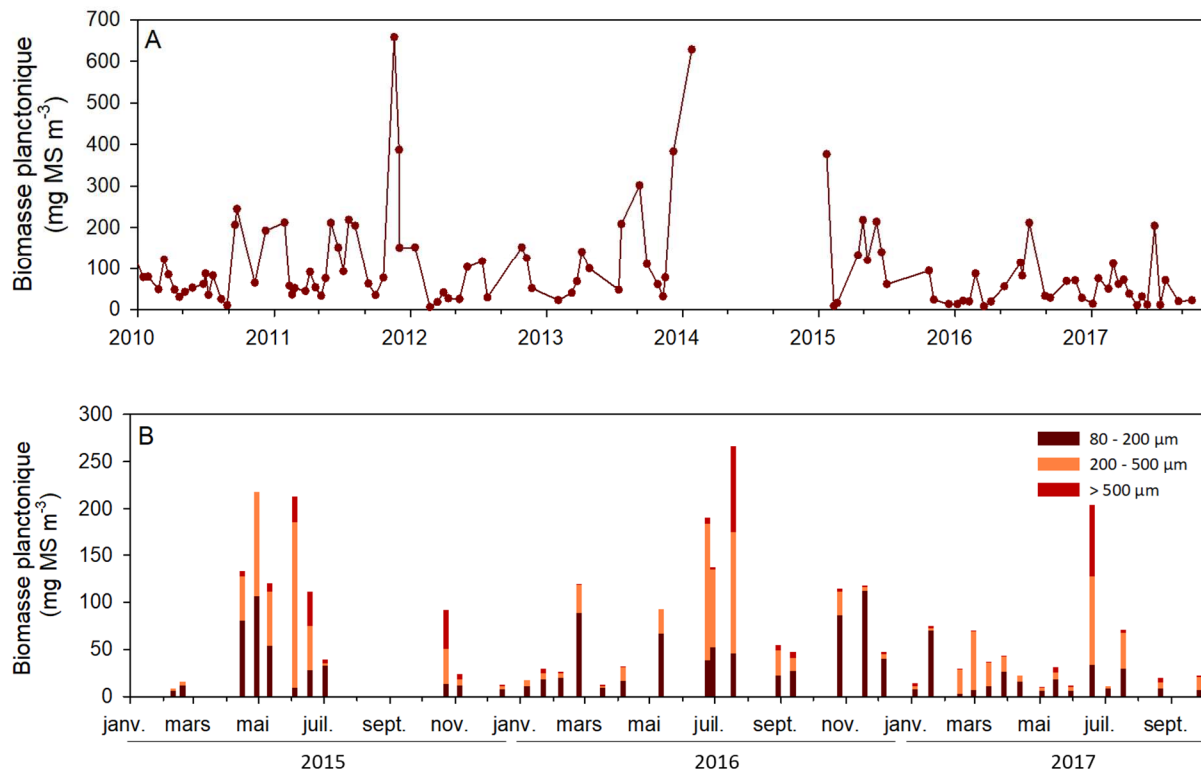 A
Biomasse planctonique
(mg MS m-3)
700
600
500
400
300
200
100
0
2010 2011 2012 2013 2014 2015 2016 2017
B
Biomasse planctonique
(mg MS m-3)
300
250
200
150
100
50
0
80 - 200 µm
200 - 500 µm
> 500 µm
janv. mars mai juil. sept. nov. janv. mars mai juil. sept. nov. janv. mars mai juil. sept.
2015 2016 2017